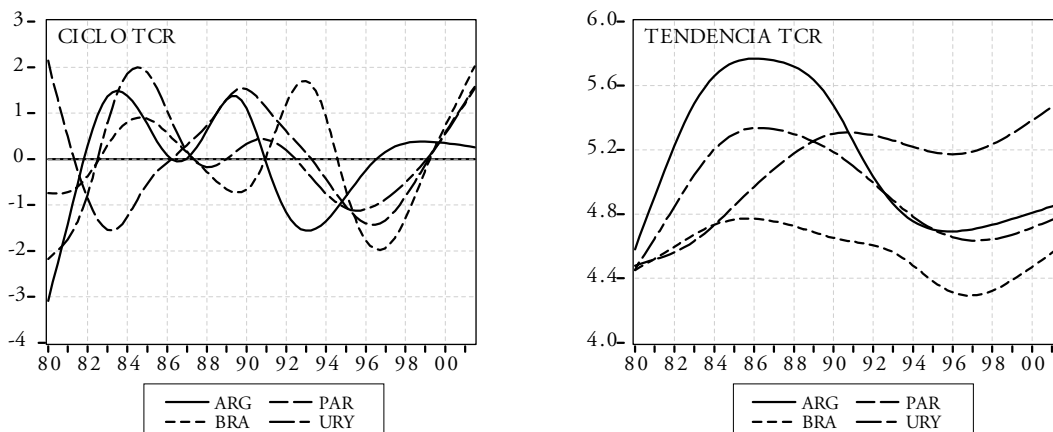 CICLO TCR
3
2
1
0
-1
-2
-3
-4
80 82 84 86 88 90 92 94 96 98 00
ARG PAR
BRA URY
TENDENCIA TCR
6.0
5.6
5.2
4.8
4.4
4.0
80 82 84 86 88 90 92 94 96 98 00
ARG PAR
BRA URY